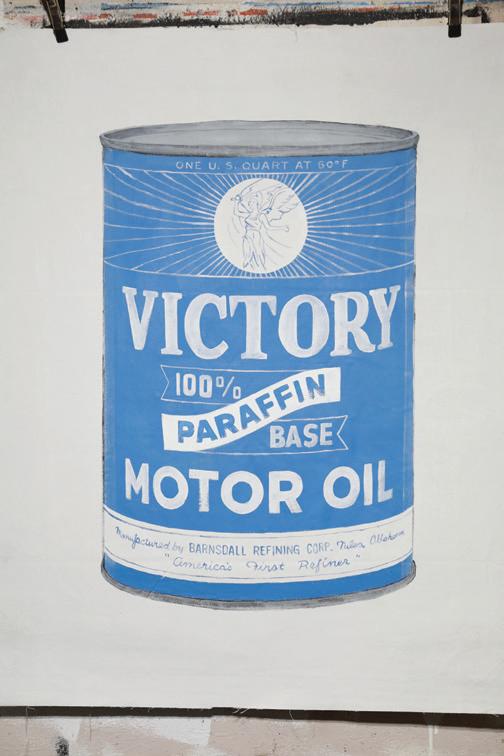 ONE U.S. QUART AT 60°F
VICTORY
100%
PARAFFIN
BASE
MOTOR OIL
Manufactured by BARNSDALL REFINING CORP. Tulsa, Oklahoma
"America's First Refiner"